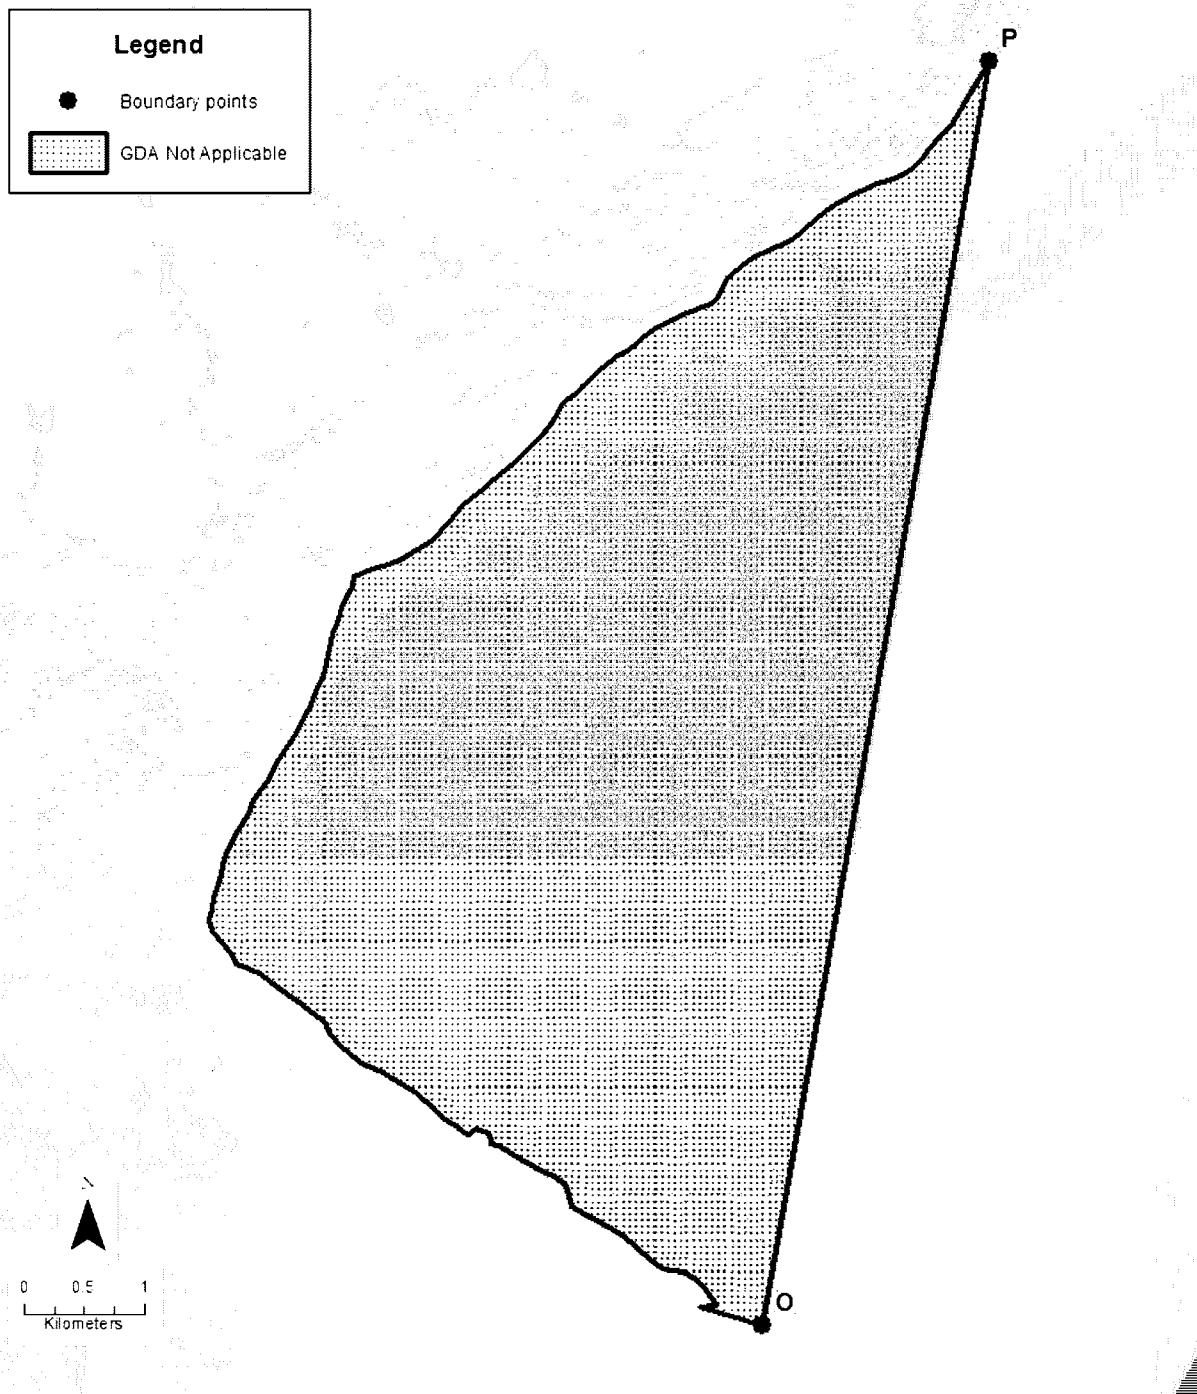 Legend
Boundary points
GDA Not Applicable
P
O
N
0 0.5 1
Kilometers